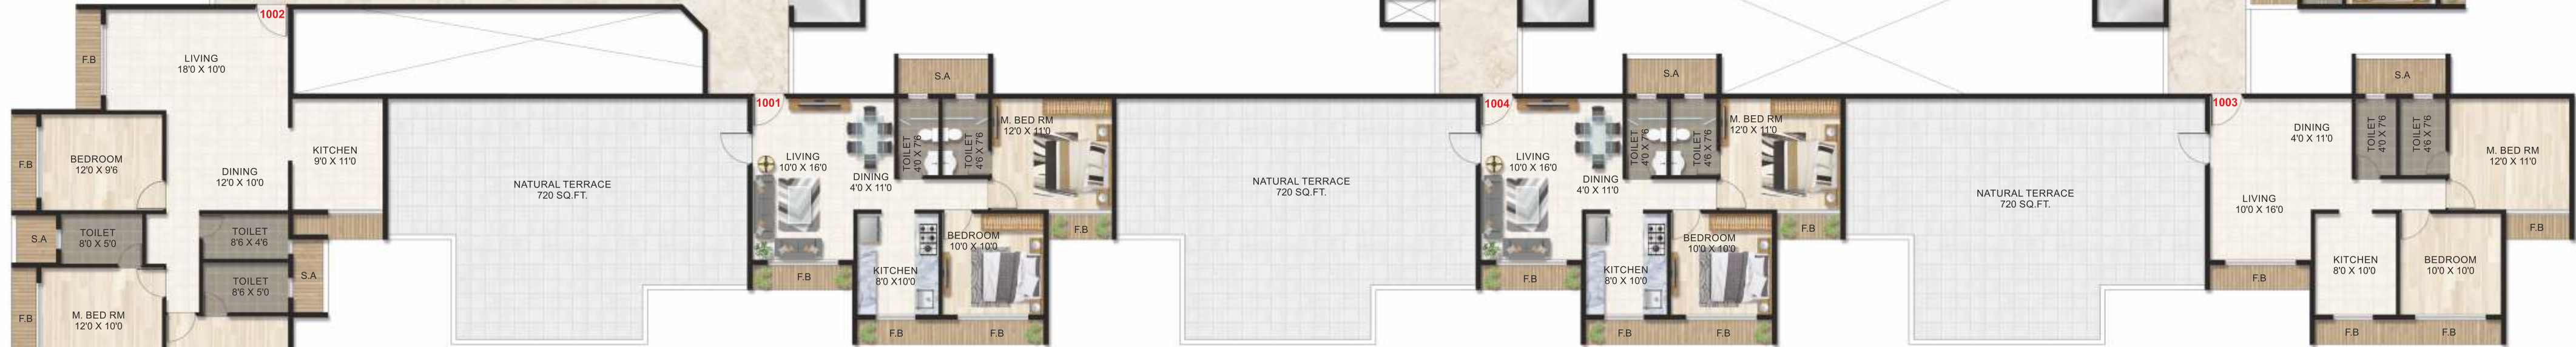 1002
F.B
LIVING
18'0 X 10'0
F.B
BEDROOM
12'0 X 9'6
DINING
12'0 X 10'0
KITCHEN
9'0 X 11'0
S.A
TOILET
8'0 X 5'0
TOILET
8'6 X 4'6
TOILET
8'6 X 5'0
S.A
F.B
M. BED RM
12'0 X 10'0
NATURAL TERRACE
720 SQ.FT.
1001
S.A
LIVING
10'0 X 16'0
DINING
4'0 X 11'0
TOILET
4'0 X 7'6
TOILET
4'6 X 7'6
M. BED RM
12'0 X 11'0
F.B
KITCHEN
8'0 X10'0
BEDROOM
10'0 X 10'0
F.B
F.B
F.B
NATURAL TERRACE
720 SQ.FT.
1004
S.A
LIVING
10'0 X 16'0
DINING
4'0 X 11'0
TOILET
4'0 X 7'6
TOILET
4'6 X 7'6
M. BED RM
12'0 X 11'0
F.B
KITCHEN
8'0 X 10'0
BEDROOM
10'0 X 10'0
F.B
F.B
F.B
NATURAL TERRACE
720 SQ.FT.
1003
S.A
DINING
4'0 X 11'0
TOILET
4'0 X 7'6
TOILET
4'6 X 7'6
M. BED RM
12'0 X 11'0
LIVING
10'0 X 16'0
F.B
F.B
KITCHEN
8'0 X 10'0
BEDROOM
10'0 X 10'0
F.B
F.B